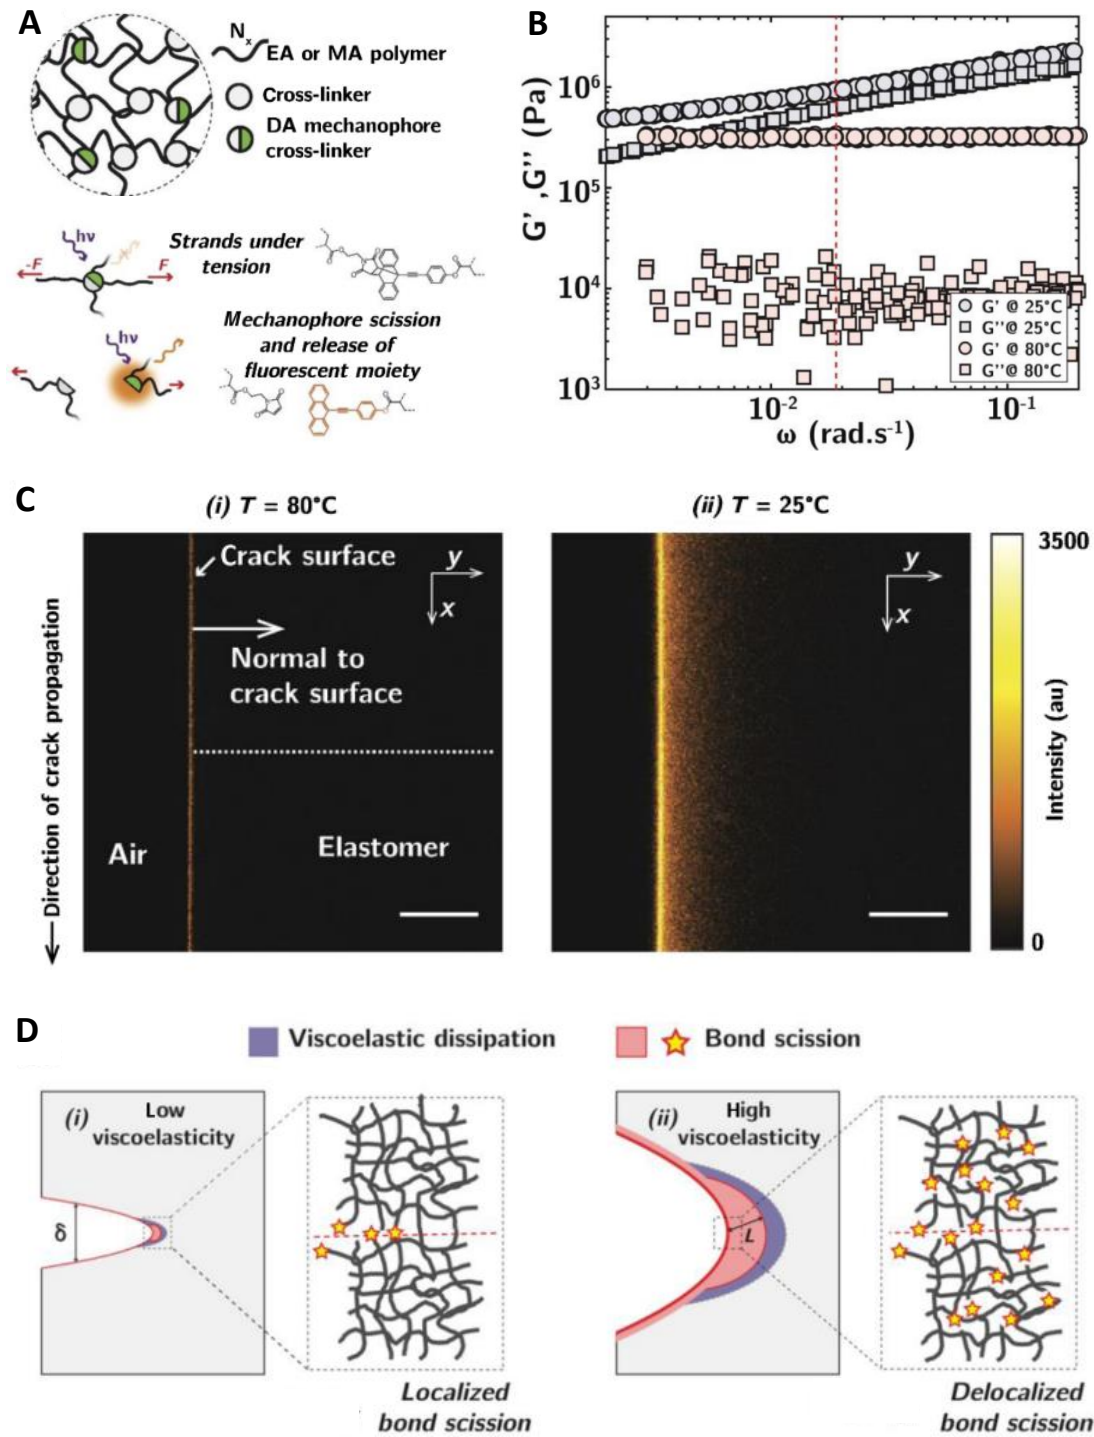 A
Nx
EA or MA polymer
Cross-linker
DA mechanophore
cross-linker
hν
-F
F
Strands under
tension
Mechanophore scission
and release of
fluorescent moiety
hν
B
G' ,G'' (Pa)
10^6
10^5
10^4
10^3
G' @ 25°C
G'' @ 25°C
G' @ 80°C
G'' @ 80°C
10^-2
10^-1
ω (rad.s^-1)
C
(i) T = 80°C
(ii) T = 25°C
Direction of crack propagation
Crack surface
y
x
Normal to
crack surface
Air
Elastomer
y
x
3500
Intensity (au)
0
D
Viscoelastic dissipation
Bond scission
(i)
Low
viscoelasticity
δ
Localized
bond scission
(ii)
High
viscoelasticity
L
Delocalized
bond scission